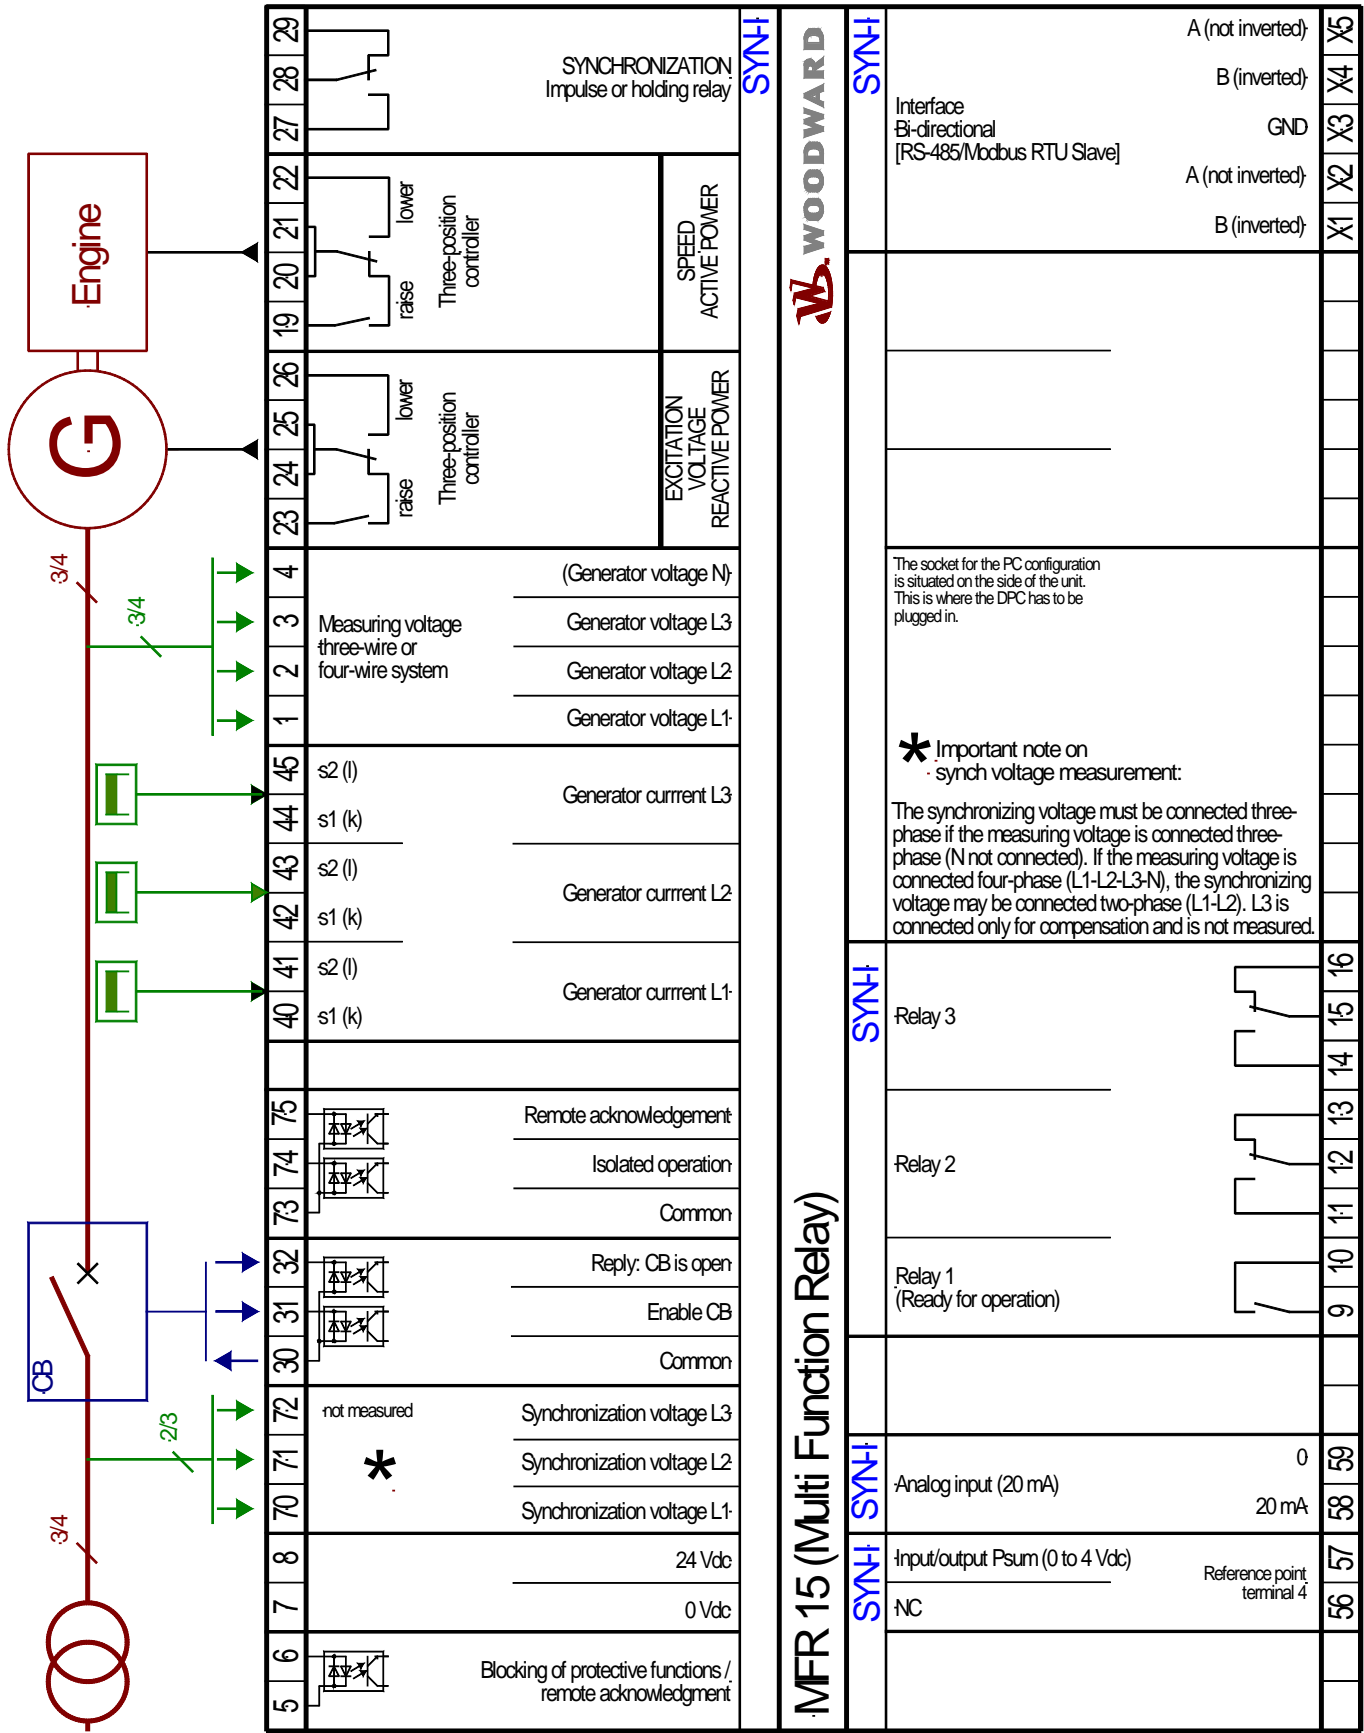 Engine
G
3/4
3/4
CB
2/3
3/4
29
28
27
SYNCHRONIZATION
Impulse or holding relay
SYN-I
22
21
20
19
lower
raise
Three-position
controller
SPEED
ACTIVE POWER
26
25
24
23
lower
raise
Three-position
controller
EXCITATION
VOLTAGE
REACTIVE POWER
4
3
2
1
Measuring voltage
three-wire or
four-wire system
(Generator voltage N)
Generator voltage L3
Generator voltage L2
Generator voltage L1
45
s2 (l)
44
s1 (k)
Generator currrent L3
43
s2 (l)
42
s1 (k)
Generator currrent L2
41
s2 (l)
40
s1 (k)
Generator currrent L1
75
Remote acknowledgement
74
Isolated operation
73
Common
32
Reply: CB is open
31
Enable CB
30
Common
72
not measured
Synchronization voltage L3
71
*
Synchronization voltage L2
70
Synchronization voltage L1
8
24 Vdc
7
0 Vdc
6
5
Blocking of protective functions /
remote acknowledgment
WOODWARD
MFR 15 (Multi Function Relay)
SYN-I
Interface
Bi-directional
[RS-485/Modbus RTU Slave]
A (not inverted)
X5
B (inverted)
X4
GND
X3
A (not inverted)
X2
B (inverted)
X1
The socket for the PC configuration
is situated on the side of the unit.
This is where the DPC has to be
plugged in.
* Important note on
synch voltage measurement:
The synchronizing voltage must be connected three-
phase if the measuring voltage is connected three-
phase (N not connected). If the measuring voltage is
connected four-phase (L1-L2-L3-N), the synchronizing
voltage may be connected two-phase (L1-L2). L3 is
connected only for compensation and is not measured.
SYN-I
Relay 3
16
15
14
Relay 2
13
12
11
Relay 1
(Ready for operation)
10
9
SYN-I
Analog input (20 mA)
0
59
20 mA
58
SYN-I
Input/output Psum (0 to 4 Vdc)
57
Reference point
terminal 4
NC
56